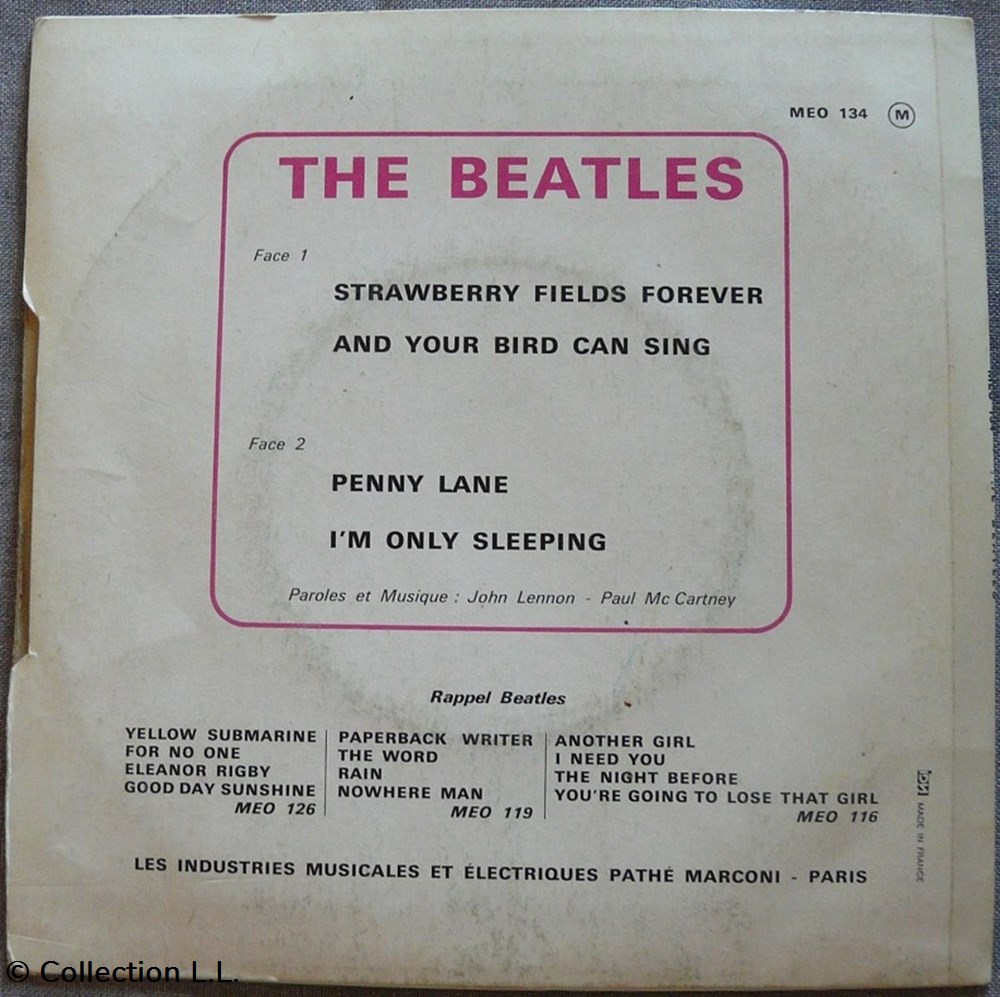 MEO 134 M
THE BEATLES
Face 1
STRAWBERRY FIELDS FOREVER
AND YOUR BIRD CAN SING
Face 2
PENNY LANE
I'M ONLY SLEEPING
Paroles et Musique : John Lennon - Paul Mc Cartney
Rappel Beatles
YELLOW SUBMARINE
FOR NO ONE
ELEANOR RIGBY
GOOD DAY SUNSHINE
MEO 126
PAPERBACK WRITER
THE WORD
RAIN
NOWHERE MAN
MEO 119
ANOTHER GIRL
I NEED YOU
THE NIGHT BEFORE
YOU'RE GOING TO LOSE THAT GIRL
MEO 116
MADE IN FRANCE
LES INDUSTRIES MUSICALES ET ÉLECTRIQUES PATHÉ MARCONI - PARIS
© Collection L.L.